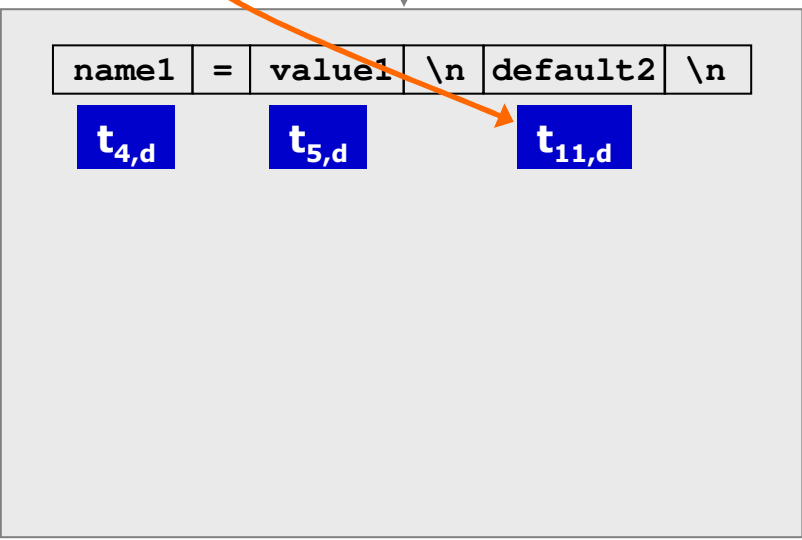 name1 = value1 \n default2 \n
t4,d t5,d t11,d